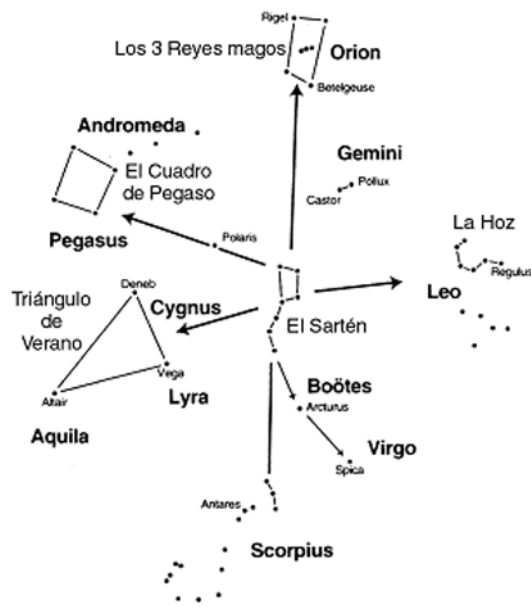 Rigel
Los 3 Reyes magos
Orion
Betelgeuse
Andromeda
Gemini
El Cuadro
de Pegaso
Pollux
Castor
La Hoz
Pegasus
Polaris
Regulus
Deneb
Leo
Triángulo
de
Verano
Cygnus
El Sartén
Vega
Altair
Lyra
Boötes
Arcturus
Aquila
Virgo
Spica
Antares
Scorpius